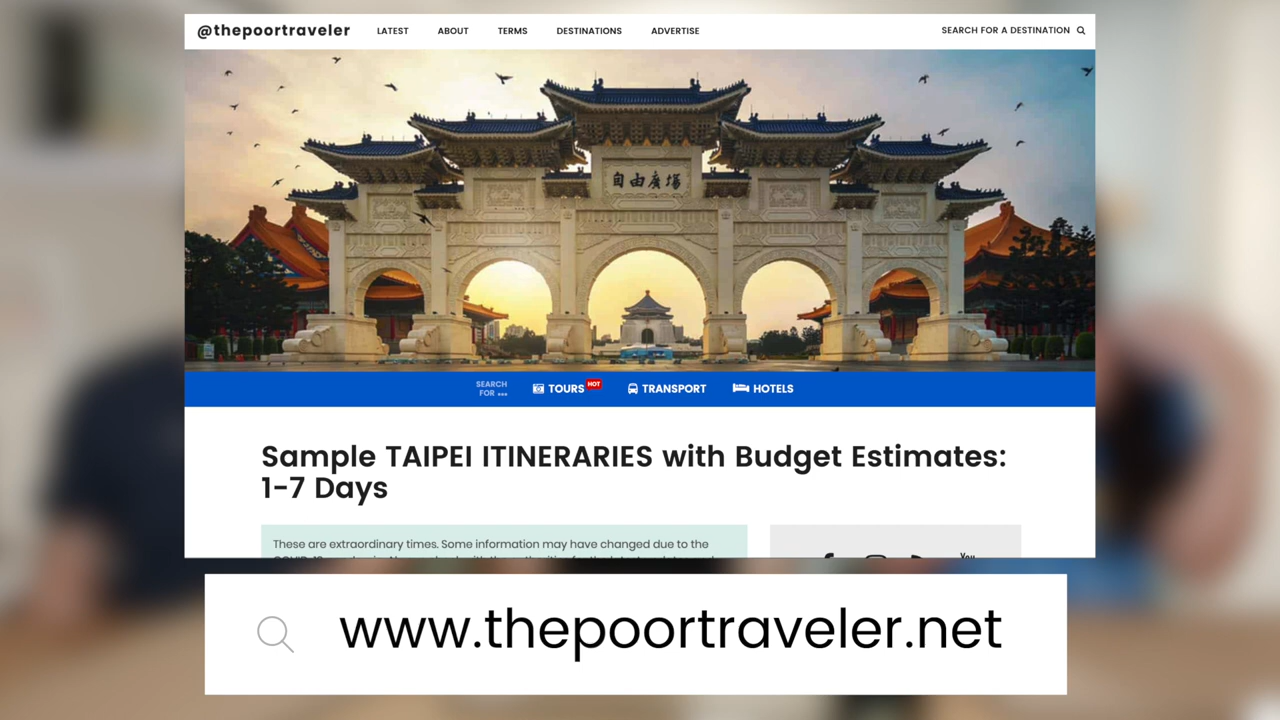 @thepoortraveler LATEST ABOUT TERMS DESTINATIONS ADVERTISE SEARCH FOR A DESTINATION
自由廣場
SEARCH
FOR ... TOURS HOT TRANSPORT HOTELS
Sample TAIPEI ITINERARIES with Budget Estimates:
1-7 Days
These are extraordinary times. Some information may have changed due to the
You
www.thepoortraveler.net